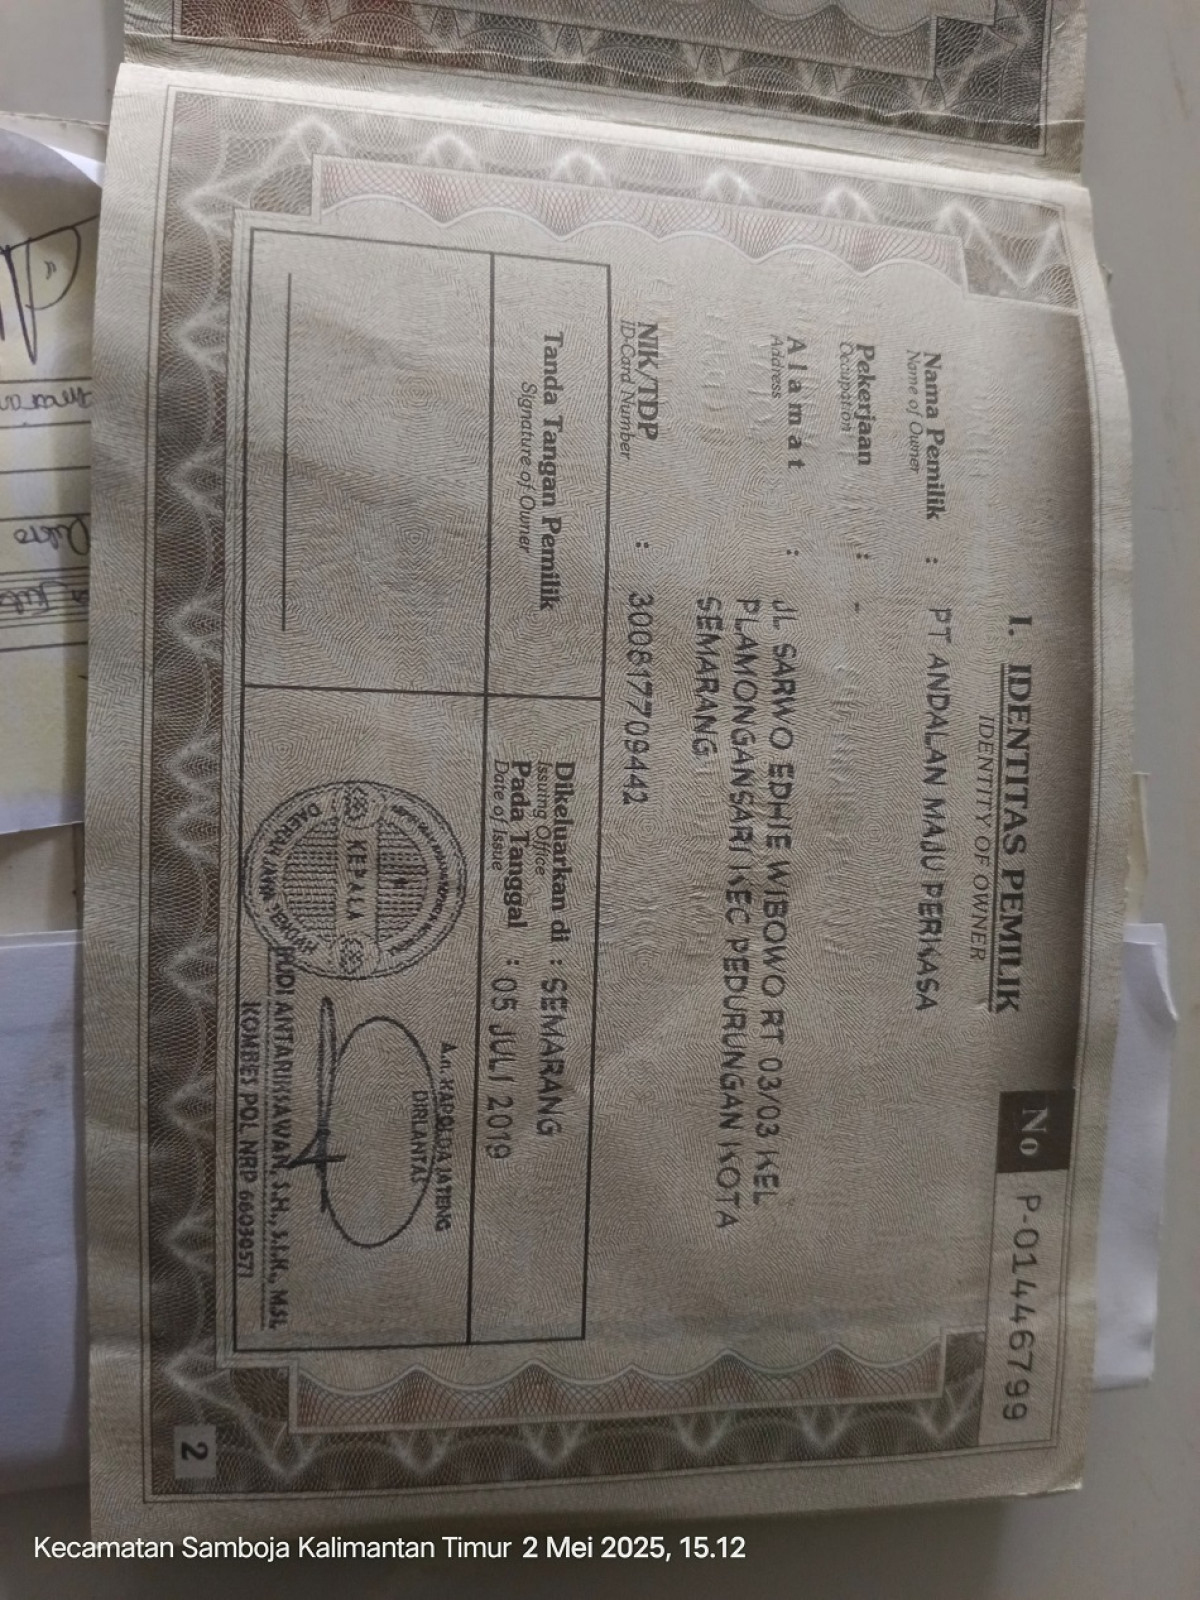 No P-01446799
I. IDENTITAS PEMILIK
IDENTITY OF OWNER
Nama Pemilik : PT ANDALAN MAJU PERKASA
Name of Owner
Pekerjaan : -
Occupation
Alamat : JL SARWO EDHIE WIBOWO RT 03/03 KEL
Address
PLAMONGANSARI KEC PEDURUNGAN KOTA
SEMARANG
NIK/TDP : 300817709442
ID Card Number
Tanda Tangan Pemilik
Signature of Owner
Dikeluarkan di : SEMARANG
Issuing Office
Pada Tanggal : 05 JULI 2019
Date of Issue
A.n. KAPOLDA JATENG
DIRLANTAS
KEPALA
DAERAH JAWA TENGAH
RUDI ANTARIKSAWAN, S.H., S.I.K., MSi.
KOMBES POL NRP 66030571
2
Kecamatan Samboja Kalimantan Timur 2 Mei 2025, 15.12